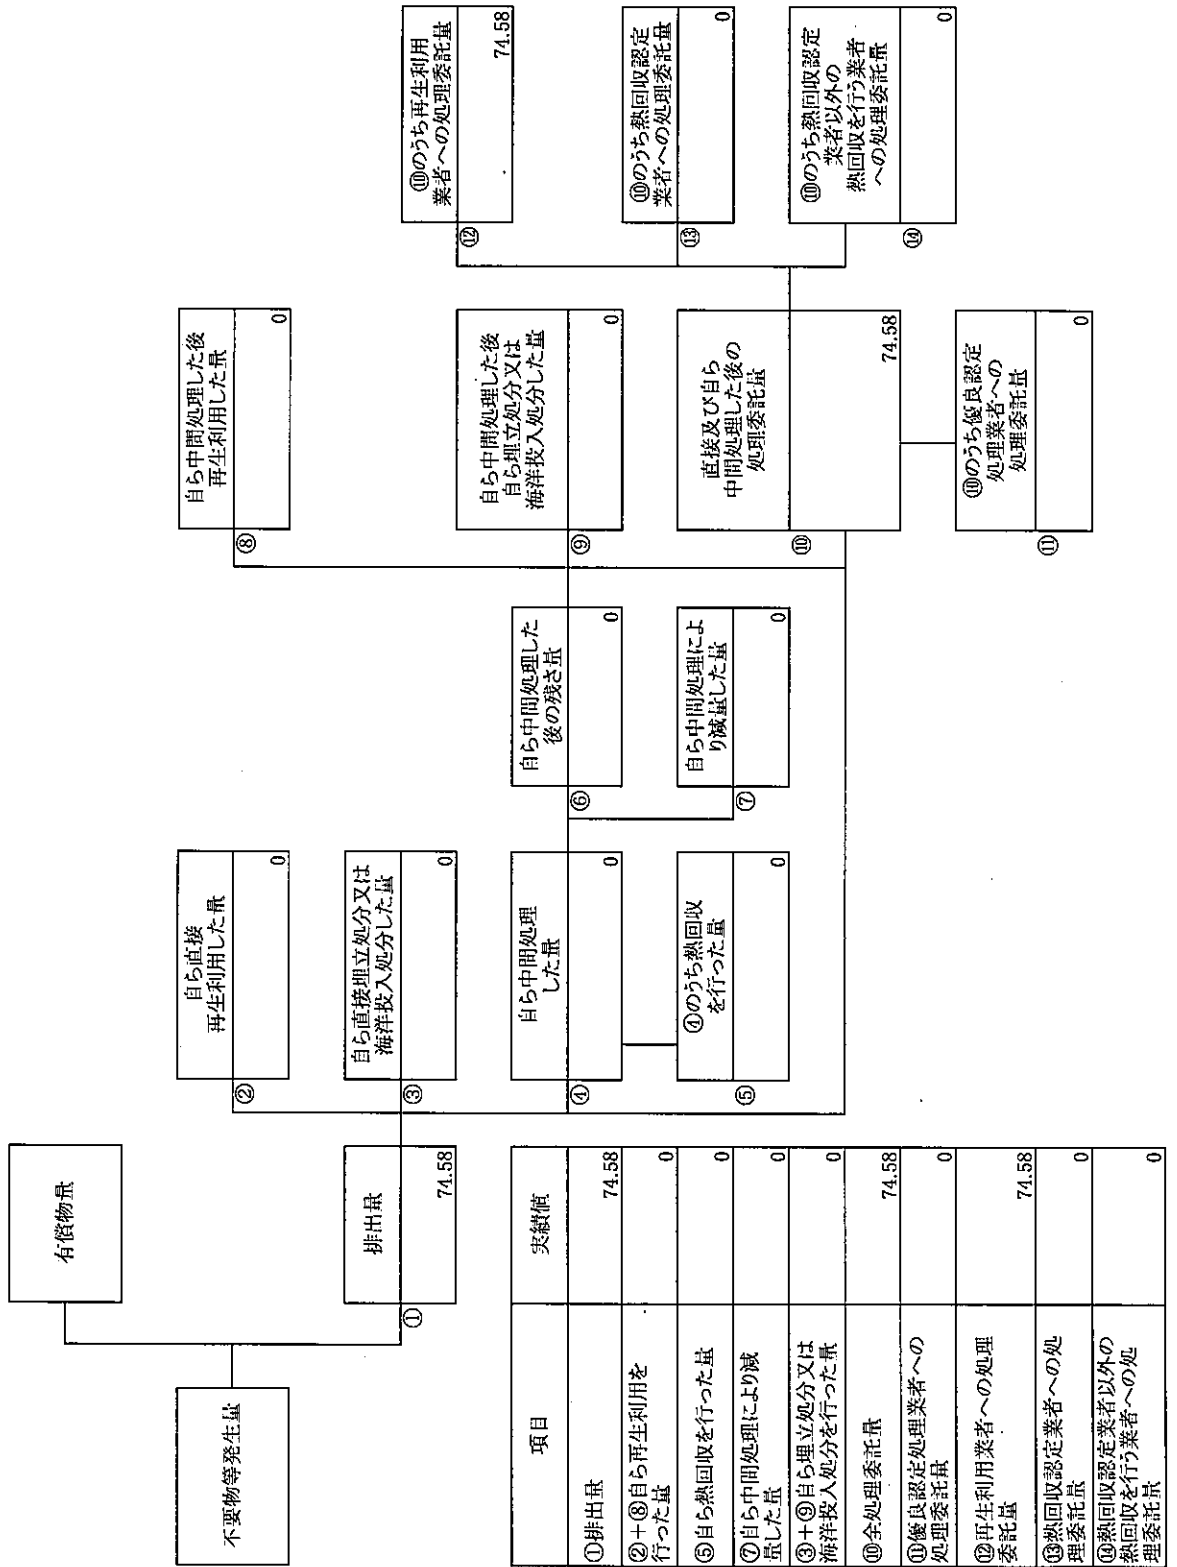 不要物等発生量
有償物量
排出量
①
74.58
自ら直接
再生利用した量
②
0
自ら直接埋立処分又は
海洋投入処分した量
③
0
自ら中間処理
した量
④
0
④のうち熱回収
を行った量
⑤
0
自ら中間処理した
後の残さ量
⑥
0
自ら中間処理によ
り減量した量
⑦
0
自ら中間処理した後
再生利用した量
⑧
0
自ら中間処理した後
自ら埋立処分又は
海洋投入処分した量
⑨
0
直接及び自ら
中間処理した後の
処理委託量
⑩
74.58
⑩のうち優良認定
処理業者への
処理委託量
⑪
0
⑩のうち再生利用
業者への処理委託量
⑫
74.58
⑩のうち熱回収認定
業者への処理委託量
⑬
0
⑩のうち熱回収認定
業者以外の
熱回収を行う業者
への処理委託量
⑭
0
項目 実績値
①排出量 74.58
②+⑧自ら再生利用を
行った量 0
⑤自ら熱回収を行った量 0
⑦自ら中間処理により減
量した量 0
③+⑨自ら埋立処分又は
海洋投入処分を行った量 0
⑩全処理委託量 74.58
⑪優良認定処理業者への
処理委託量 0
⑫再生利用業者への処理
委託量 74.58
⑬熱回収認定業者への処
理委託量 0
⑭熱回収認定業者以外の
熱回収を行う業者への処
理委託量 0